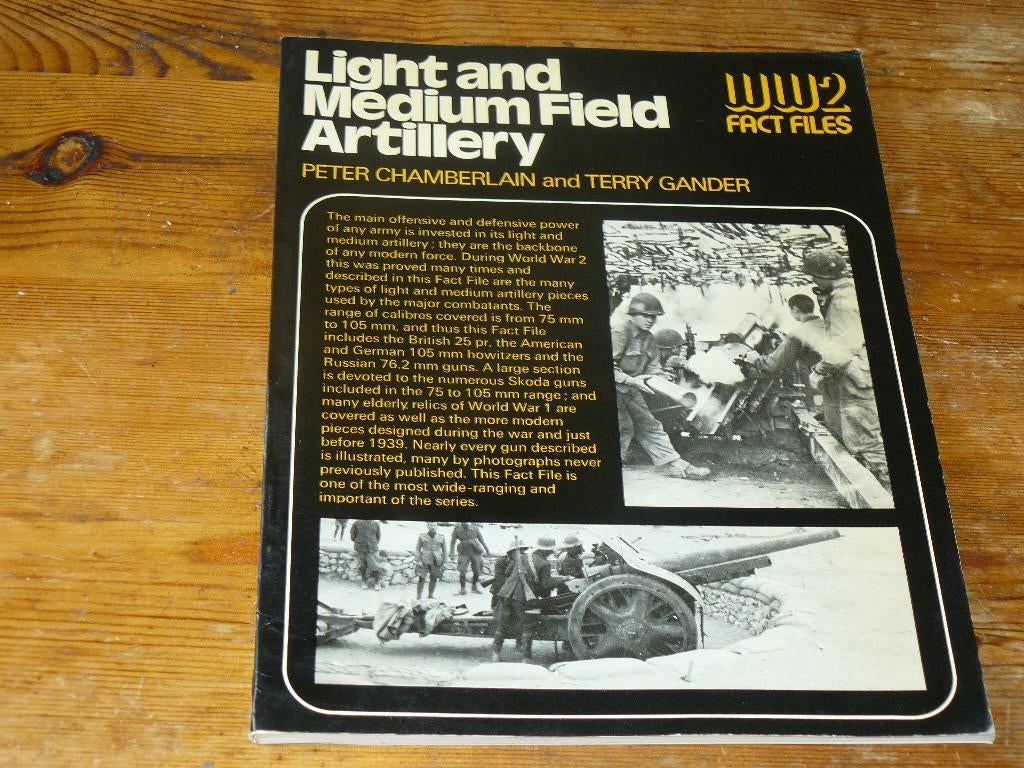 Light and
Medium Field
Artillery
WW2
FACT FILES
PETER CHAMBERLAIN and TERRY GANDER
The main offensive and defensive power
of any army is invested in its light and
medium artillery; they are the backbone
of any modern force. During World War 2
this was proved many times and
described in this Fact File are the many
types of light and medium artillery pieces
used by the major combatants. The
range of calibres covered is from 75 mm
to 105 mm, and thus this Fact File
includes the British 25 pr, the American
and German 105 mm howitzers and the
Russian 76.2 mm guns. A large section
is devoted to the numerous Skoda guns
included in the 75 to 105 mm range; and
many elderly relics of World War 1 are
covered as well as the more modern
pieces designed during the war and just
before 1939. Nearly every gun described
is illustrated, many by photographs never
previously published. This Fact File is
one of the most wide-ranging and
important of the series.